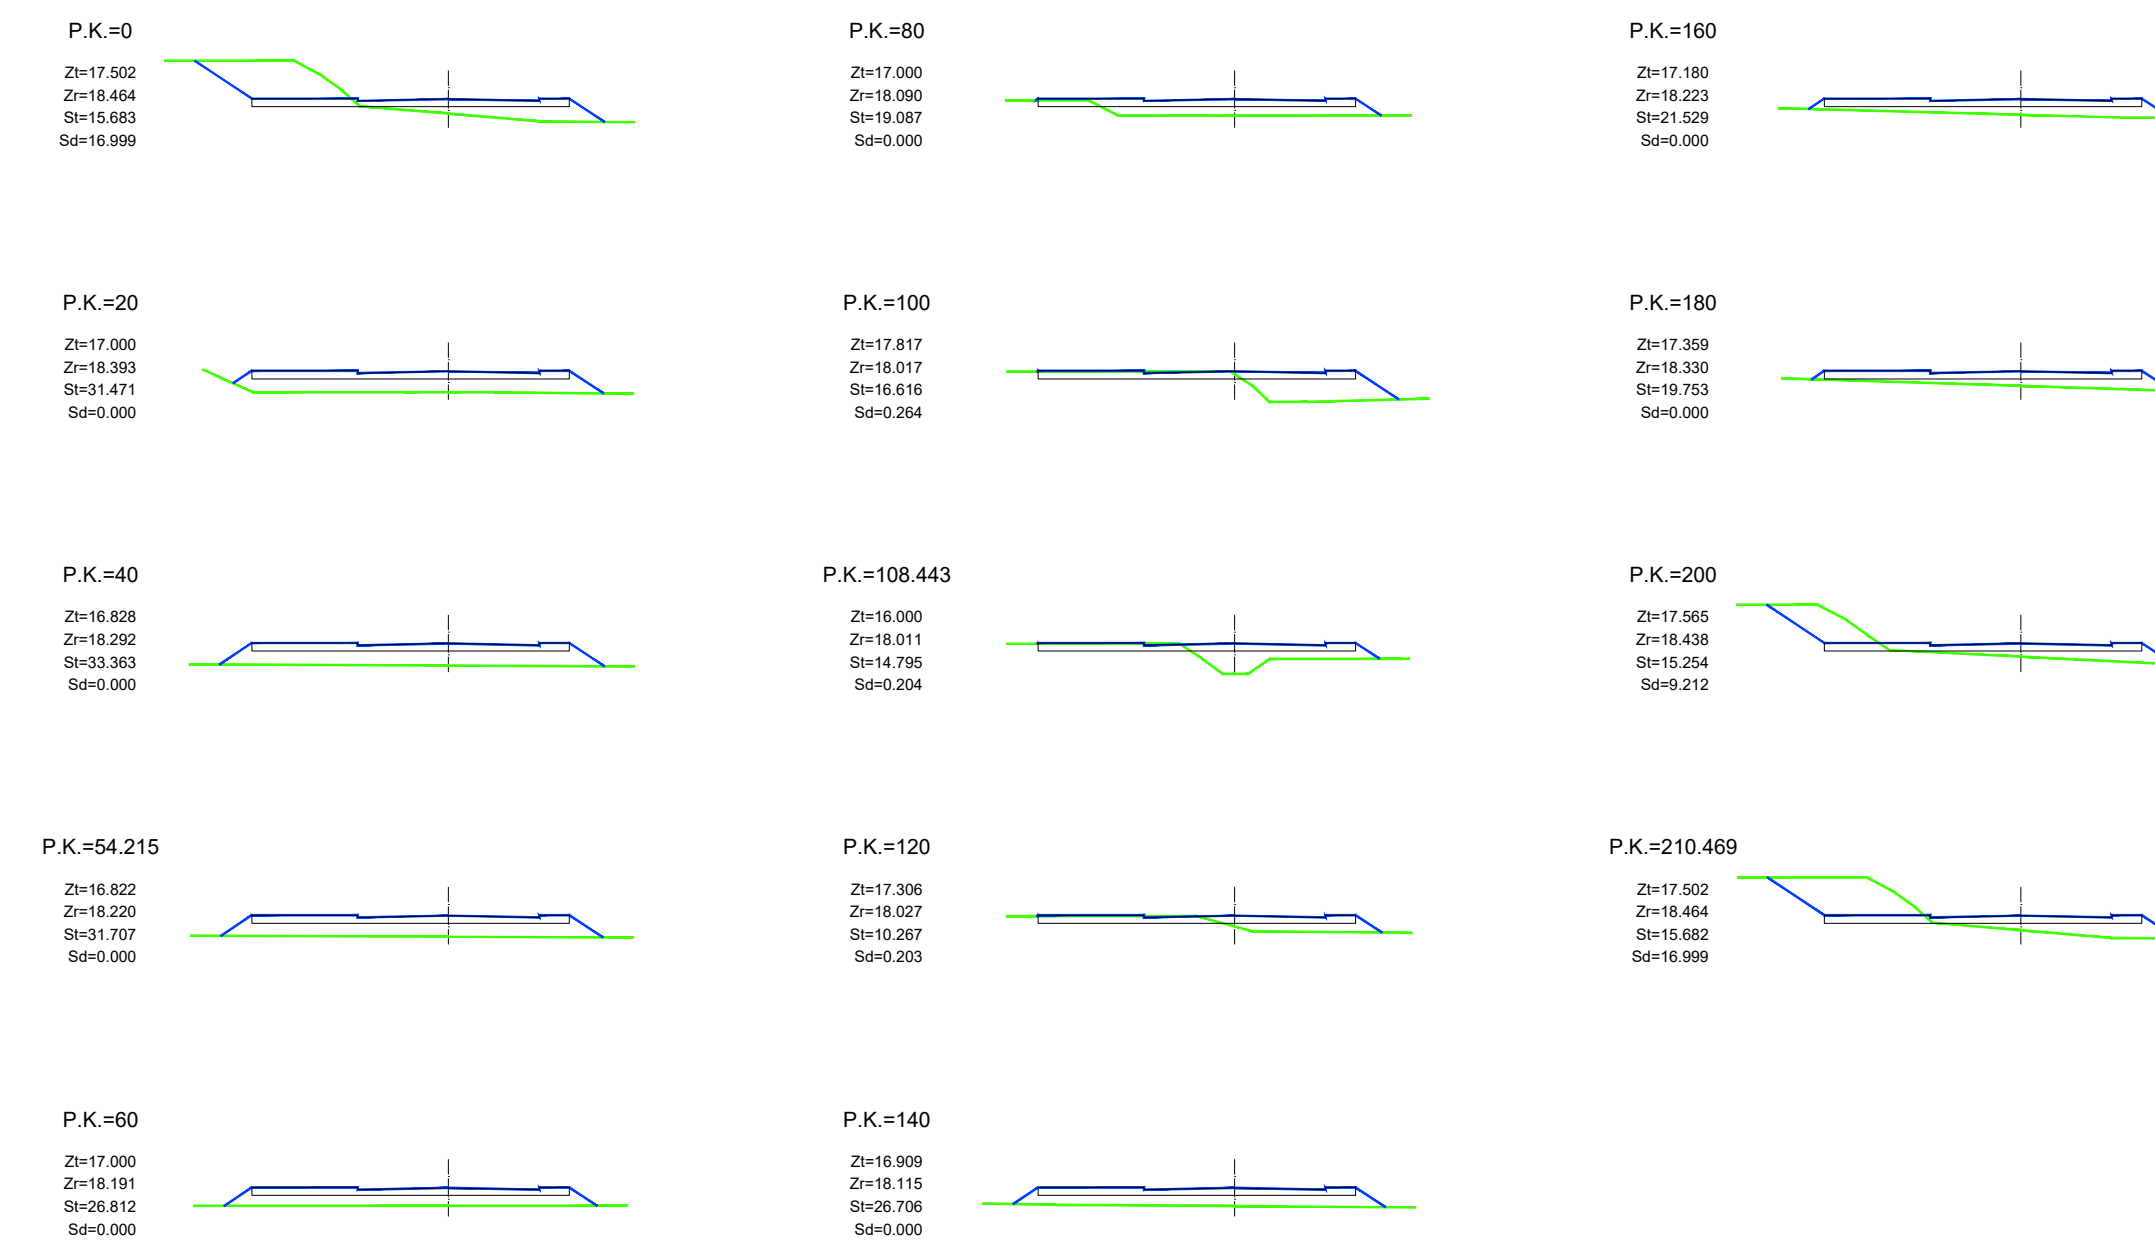 P.K.=0
Zt=17.502
Zr=18.464
St=15.683
Sd=16.999
P.K.=20
Zt=17.000
Zr=18.393
St=31.471
Sd=0.000
P.K.=40
Zt=16.828
Zr=18.292
St=33.363
Sd=0.000
P.K.=54.215
Zt=16.822
Zr=18.220
St=31.707
Sd=0.000
P.K.=60
Zt=17.000
Zr=18.191
St=26.812
Sd=0.000
P.K.=80
Zt=17.000
Zr=18.090
St=19.087
Sd=0.000
P.K.=100
Zt=17.817
Zr=18.017
St=16.616
Sd=0.264
P.K.=108.443
Zt=16.000
Zr=18.011
St=14.795
Sd=0.204
P.K.=120
Zt=17.306
Zr=18.027
St=10.267
Sd=0.203
P.K.=140
Zt=16.909
Zr=18.115
St=26.706
Sd=0.000
P.K.=160
Zt=17.180
Zr=18.223
St=21.529
Sd=0.000
P.K.=180
Zt=17.359
Zr=18.330
St=19.753
Sd=0.000
P.K.=200
Zt=17.565
Zr=18.438
St=15.254
Sd=9.212
P.K.=210.469
Zt=17.502
Zr=18.464
St=15.682
Sd=16.999